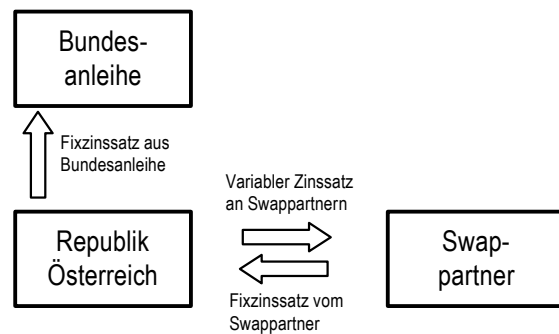 Bundes-
anleihe
Fixzinssatz aus
Bundesanleihe
Variabler Zinssatz
an Swappartnern
Republik
Österreich
Swap-
partner
Fixzinssatz vom
Swappartner